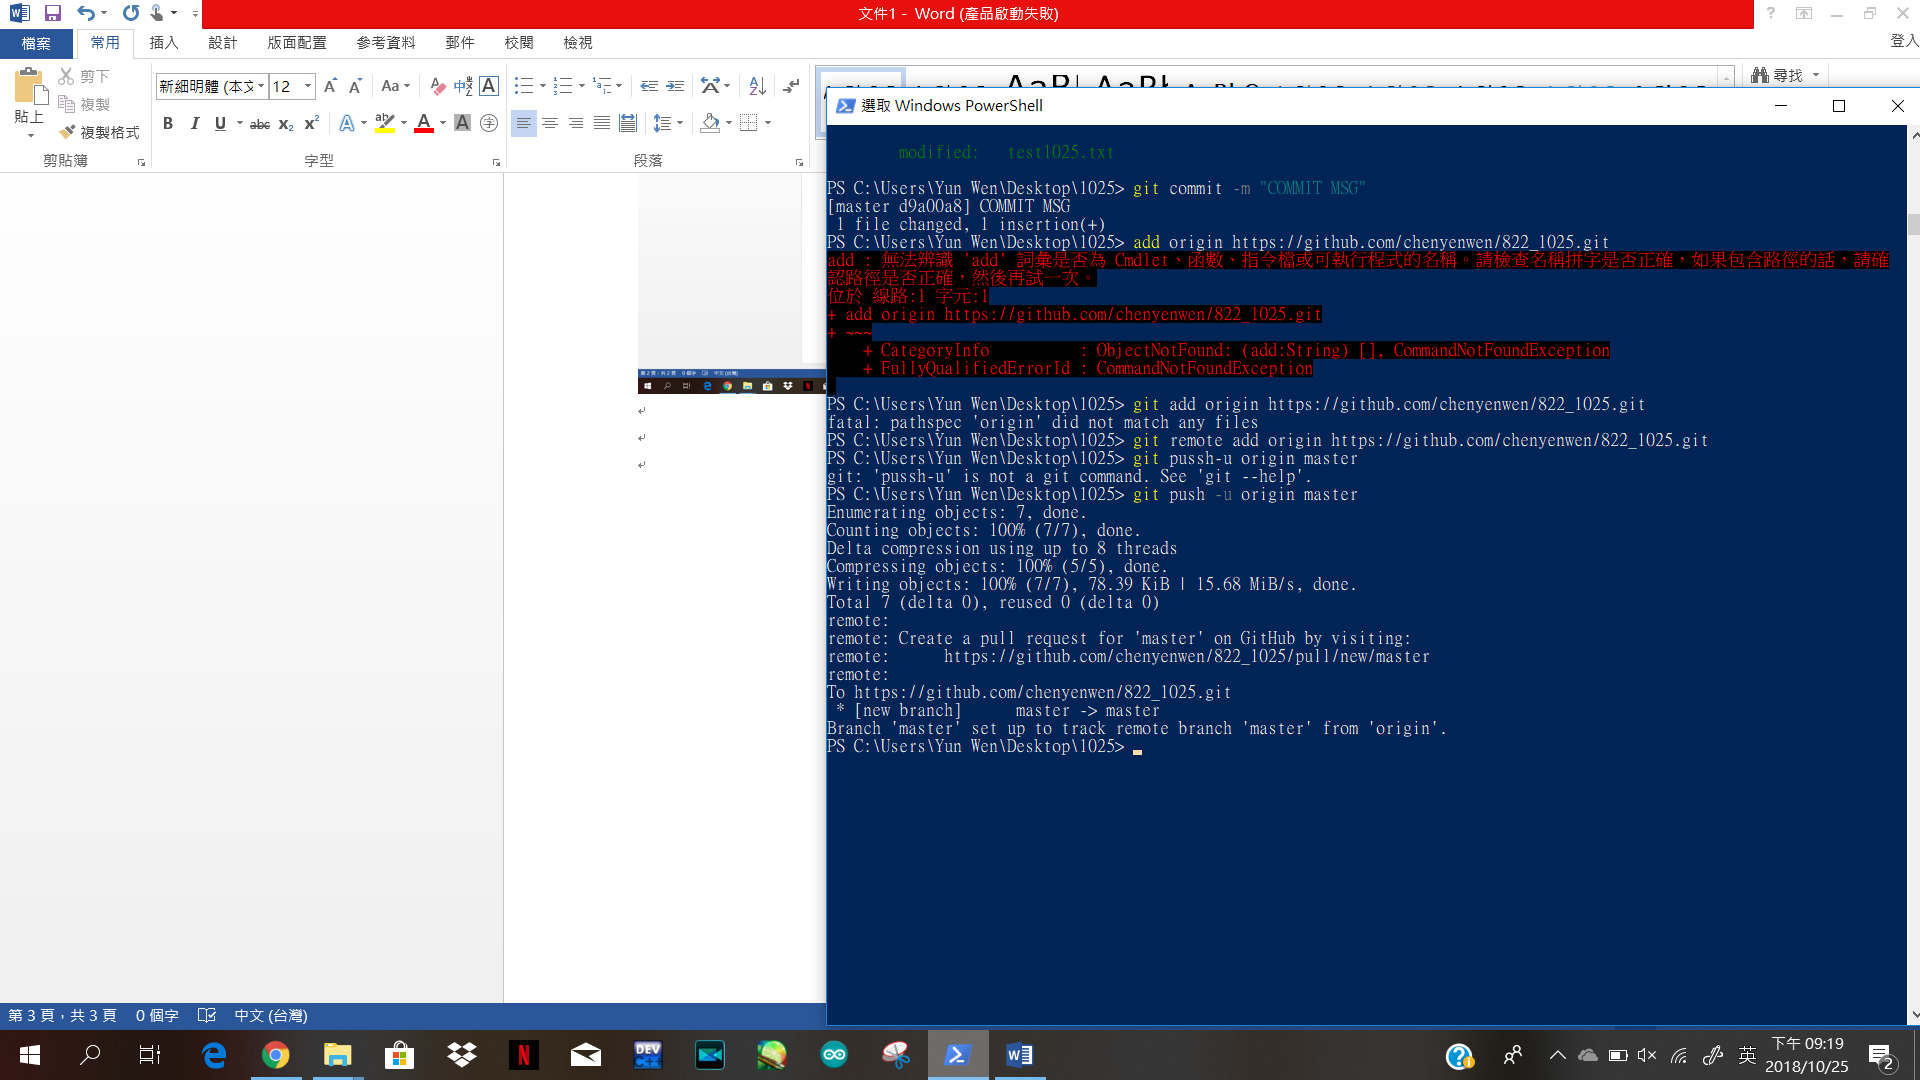 文件1 - Word (產品啟動失敗)
檔案 常用 插入 設計 版面配置 參考資料 郵件 校閱 檢視
登入
貼上
剪下
複製
複製格式
剪貼簿
新細明體 (本文
12
字型
段落
尋找
選取 Windows PowerShell
modified:   test1025.txt
PS C:\Users\Yun Wen\Desktop\1025> git commit -m "COMMIT MSG"
[master d9a00a8] COMMIT MSG
1 file changed, 1 insertion(+)
PS C:\Users\Yun Wen\Desktop\1025> add origin https://github.com/chenyenwen/822_1025.git
add : 無法辨識 'add' 詞彙是否為 Cmdlet、函數、指令檔或可執行程式的名稱。請檢查名稱拼字是否正確，如果包含路徑的話，請確
認路徑是否正確，然後再試一次。
位於 線路:1 字元:1
+ add origin https://github.com/chenyenwen/822_1025.git
+ ~~~
+ CategoryInfo          : ObjectNotFound: (add:String) [], CommandNotFoundException
+ FullyQualifiedErrorId : CommandNotFoundException
PS C:\Users\Yun Wen\Desktop\1025> git add origin https://github.com/chenyenwen/822_1025.git
fatal: pathspec 'origin' did not match any files
PS C:\Users\Yun Wen\Desktop\1025> git remote add origin https://github.com/chenyenwen/822_1025.git
PS C:\Users\Yun Wen\Desktop\1025> git pussh-u origin master
git: 'pussh-u' is not a git command. See 'git --help'.
PS C:\Users\Yun Wen\Desktop\1025> git push -u origin master
Enumerating objects: 7, done.
Counting objects: 100% (7/7), done.
Delta compression using up to 8 threads
Compressing objects: 100% (5/5), done.
Writing objects: 100% (7/7), 78.39 KiB | 15.68 MiB/s, done.
Total 7 (delta 0), reused 0 (delta 0)
remote:
remote: Create a pull request for 'master' on GitHub by visiting:
remote:      https://github.com/chenyenwen/822_1025/pull/new/master
remote:
To https://github.com/chenyenwen/822_1025.git
* [new branch]      master -> master
Branch 'master' set up to track remote branch 'master' from 'origin'.
PS C:\Users\Yun Wen\Desktop\1025>
第 3 頁，共 3 頁 0 個字 中文 (台灣)
英
下午 09:19
2018/10/25
2